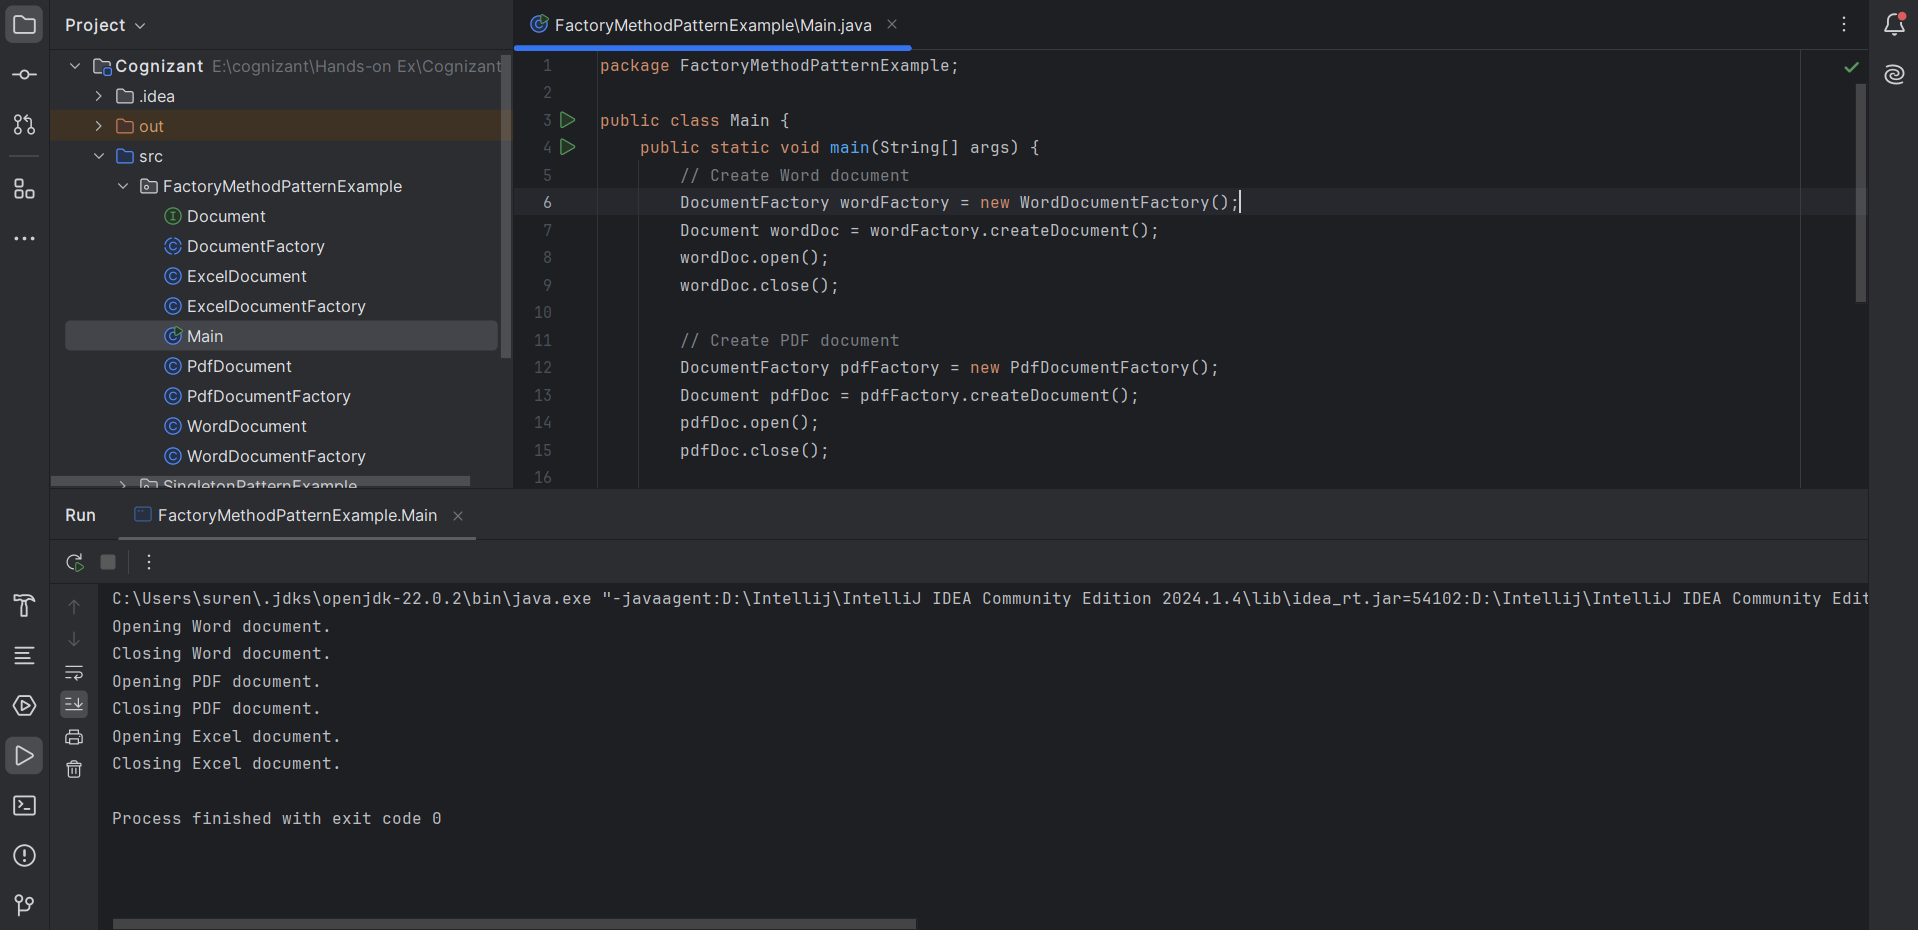 Project
Cognizant E:\cognizant\Hands-on Ex\Cognizant
.idea
out
src
FactoryMethodPatternExample
Document
DocumentFactory
ExcelDocument
ExcelDocumentFactory
Main
PdfDocument
PdfDocumentFactory
WordDocument
WordDocumentFactory
SingletonPatternExample
FactoryMethodPatternExample\Main.java
1 package FactoryMethodPatternExample;
2
3 public class Main {
4 public static void main(String[] args) {
5 // Create Word document
6 DocumentFactory wordFactory = new WordDocumentFactory();
7 Document wordDoc = wordFactory.createDocument();
8 wordDoc.open();
9 wordDoc.close();
10
11 // Create PDF document
12 DocumentFactory pdfFactory = new PdfDocumentFactory();
13 Document pdfDoc = pdfFactory.createDocument();
14 pdfDoc.open();
15 pdfDoc.close();
16
Run FactoryMethodPatternExample.Main
C:\Users\suren\.jdks\openjdk-22.0.2\bin\java.exe "-javaagent:D:\Intellij\IntelliJ IDEA Community Edition 2024.1.4\lib\idea_rt.jar=54102:D:\Intellij\IntelliJ IDEA Community Edit
Opening Word document.
Closing Word document.
Opening PDF document.
Closing PDF document.
Opening Excel document.
Closing Excel document.
Process finished with exit code 0